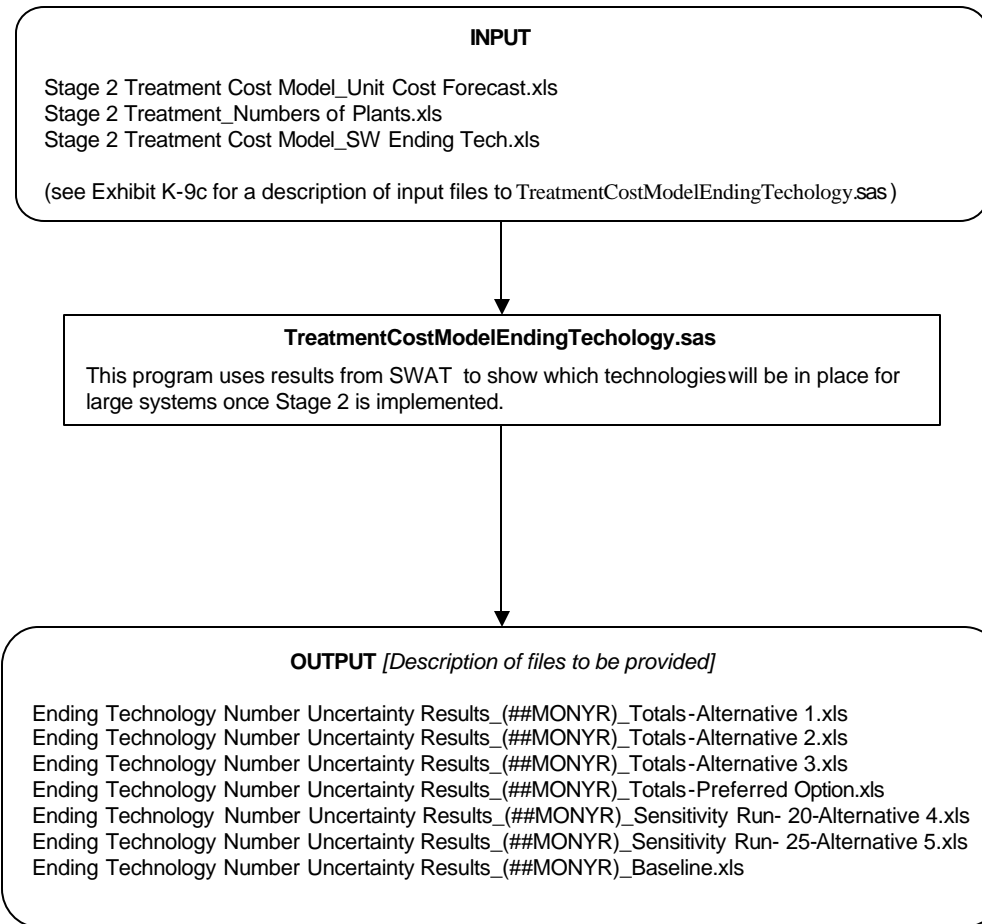 INPUT
Stage 2 Treatment Cost Model_Unit Cost Forecast.xls
Stage 2 Treatment_Numbers of Plants.xls
Stage 2 Treatment Cost Model_SW Ending Tech.xls
(see Exhibit K-9c for a description of input files to TreatmentCostModelEndingTechology.sas)
TreatmentCostModelEndingTechology.sas
This program uses results from SWAT to show which technologies will be in place for
large systems once Stage 2 is implemented.
OUTPUT [Description of files to be provided]
Ending Technology Number Uncertainty Results_(##MONYR)_Totals-Alternative 1.xls
Ending Technology Number Uncertainty Results_(##MONYR)_Totals-Alternative 2.xls
Ending Technology Number Uncertainty Results_(##MONYR)_Totals-Alternative 3.xls
Ending Technology Number Uncertainty Results_(##MONYR)_Totals-Preferred Option.xls
Ending Technology Number Uncertainty Results_(##MONYR)_Sensitivity Run- 20-Alternative 4.xls
Ending Technology Number Uncertainty Results_(##MONYR)_Sensitivity Run- 25-Alternative 5.xls
Ending Technology Number Uncertainty Results_(##MONYR)_Baseline.xls